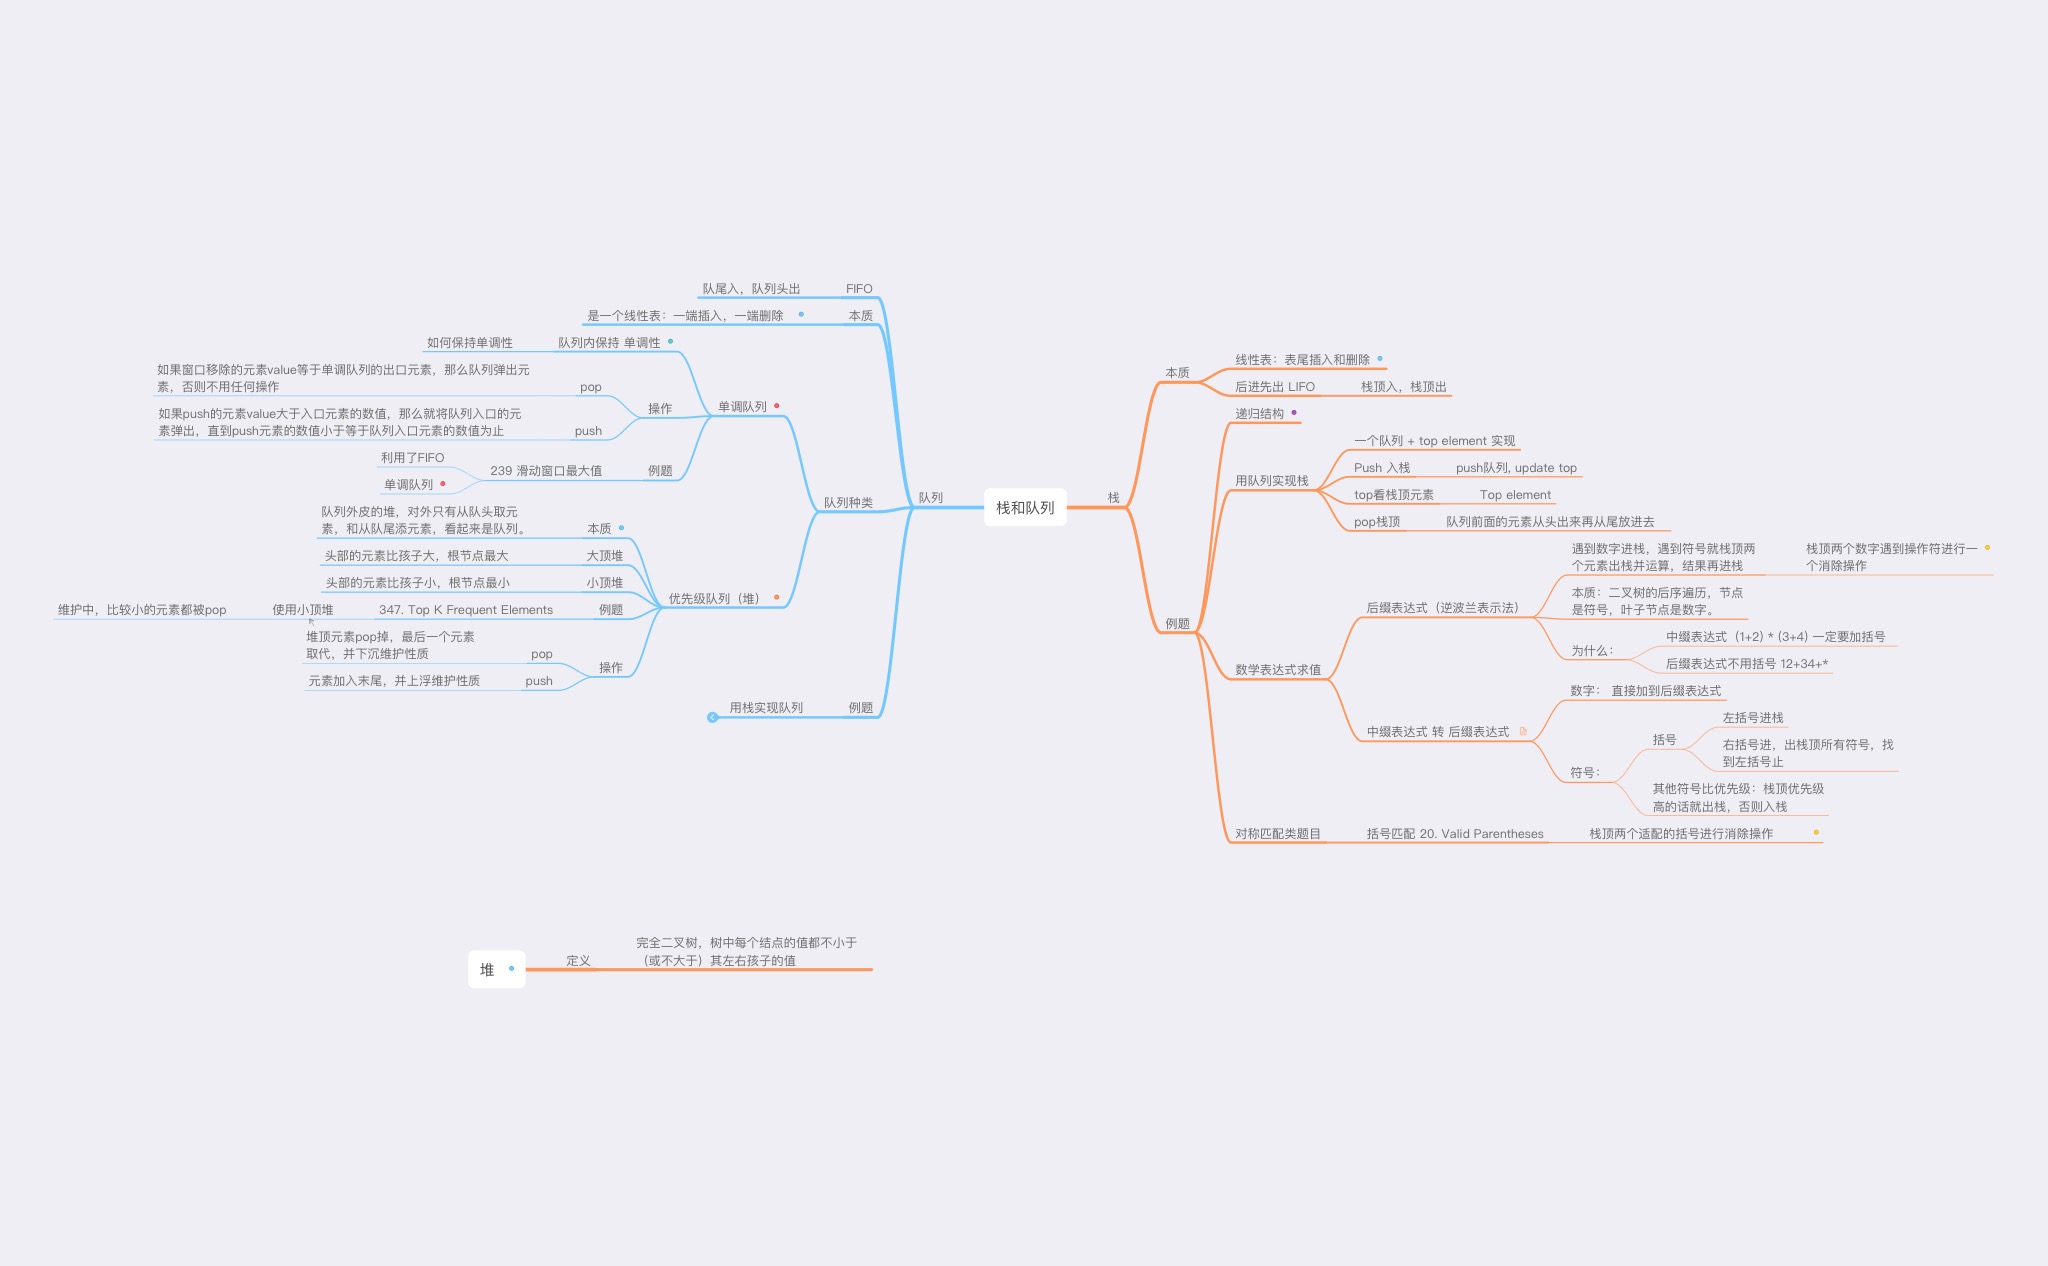 栈和队列
队列
FIFO
队尾入，队列头出
本质
是一个线性表：一端插入，一端删除
队列种类
单调队列
队列内保持 单调性
如何保持单调性
操作
pop
如果窗口移除的元素value等于单调队列的出口元素，那么队列弹出元
素，否则不用任何操作
push
如果push的元素value大于入口元素的数值，那么就将队列入口的元
素弹出，直到push元素的数值小于等于队列入口元素的数值为止
例题
239 滑动窗口最大值
利用了FIFO
单调队列
优先级队列（堆）
本质
队列外皮的堆，对外只有从队头取元
素，和从队尾添元素，看起来是队列。
大顶堆
头部的元素比孩子大，根节点最大
小顶堆
头部的元素比孩子小，根节点最小
例题
347. Top K Frequent Elements
使用小顶堆
维护中，比较小的元素都被pop
操作
pop
堆顶元素pop掉，最后一个元素
取代，并下沉维护性质
push
元素加入末尾，并上浮维护性质
例题
用栈实现队列
栈
本质
线性表：表尾插入和删除
后进先出 LIFO
栈顶入，栈顶出
例题
递归结构
用队列实现栈
一个队列 + top element 实现
Push 入栈
push队列, update top
top看栈顶元素
Top element
pop栈顶
队列前面的元素从头出来再从尾放进去
数学表达式求值
后缀表达式（逆波兰表示法）
遇到数字进栈，遇到符号就栈顶两
个元素出栈并运算，结果再进栈
栈顶两个数字遇到操作符进行一
个消除操作
本质：二叉树的后序遍历，节点
是符号，叶子节点是数字。
为什么：
中缀表达式（1+2) * (3+4) 一定要加括号
后缀表达式不用括号 12+34+*
中缀表达式 转 后缀表达式
数字： 直接加到后缀表达式
符号：
括号
左括号进栈
右括号进，出栈顶所有符号，找
到左括号止
其他符号比优先级：栈顶优先级
高的话就出栈，否则入栈
对称匹配类题目
括号匹配 20. Valid Parentheses
栈顶两个适配的括号进行消除操作
堆
定义
完全二叉树，树中每个结点的值都不小于
（或不大于）其左右孩子的值